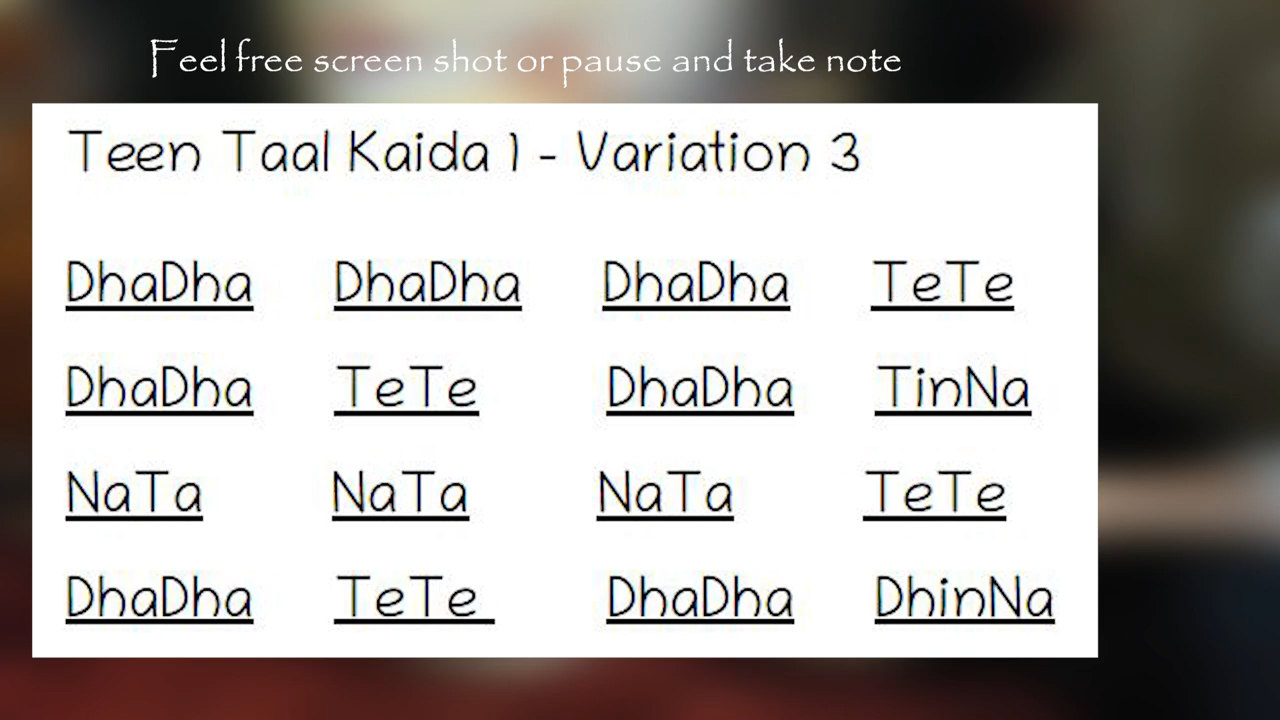 Feel free screen shot or pause and take note
Teen Taal Kaida 1 - Variation 3
DhaDha DhaDha DhaDha TeTe
DhaDha TeTe DhaDha TinNa
NaTa NaTa NaTa TeTe
DhaDha TeTe DhaDha DhinNa